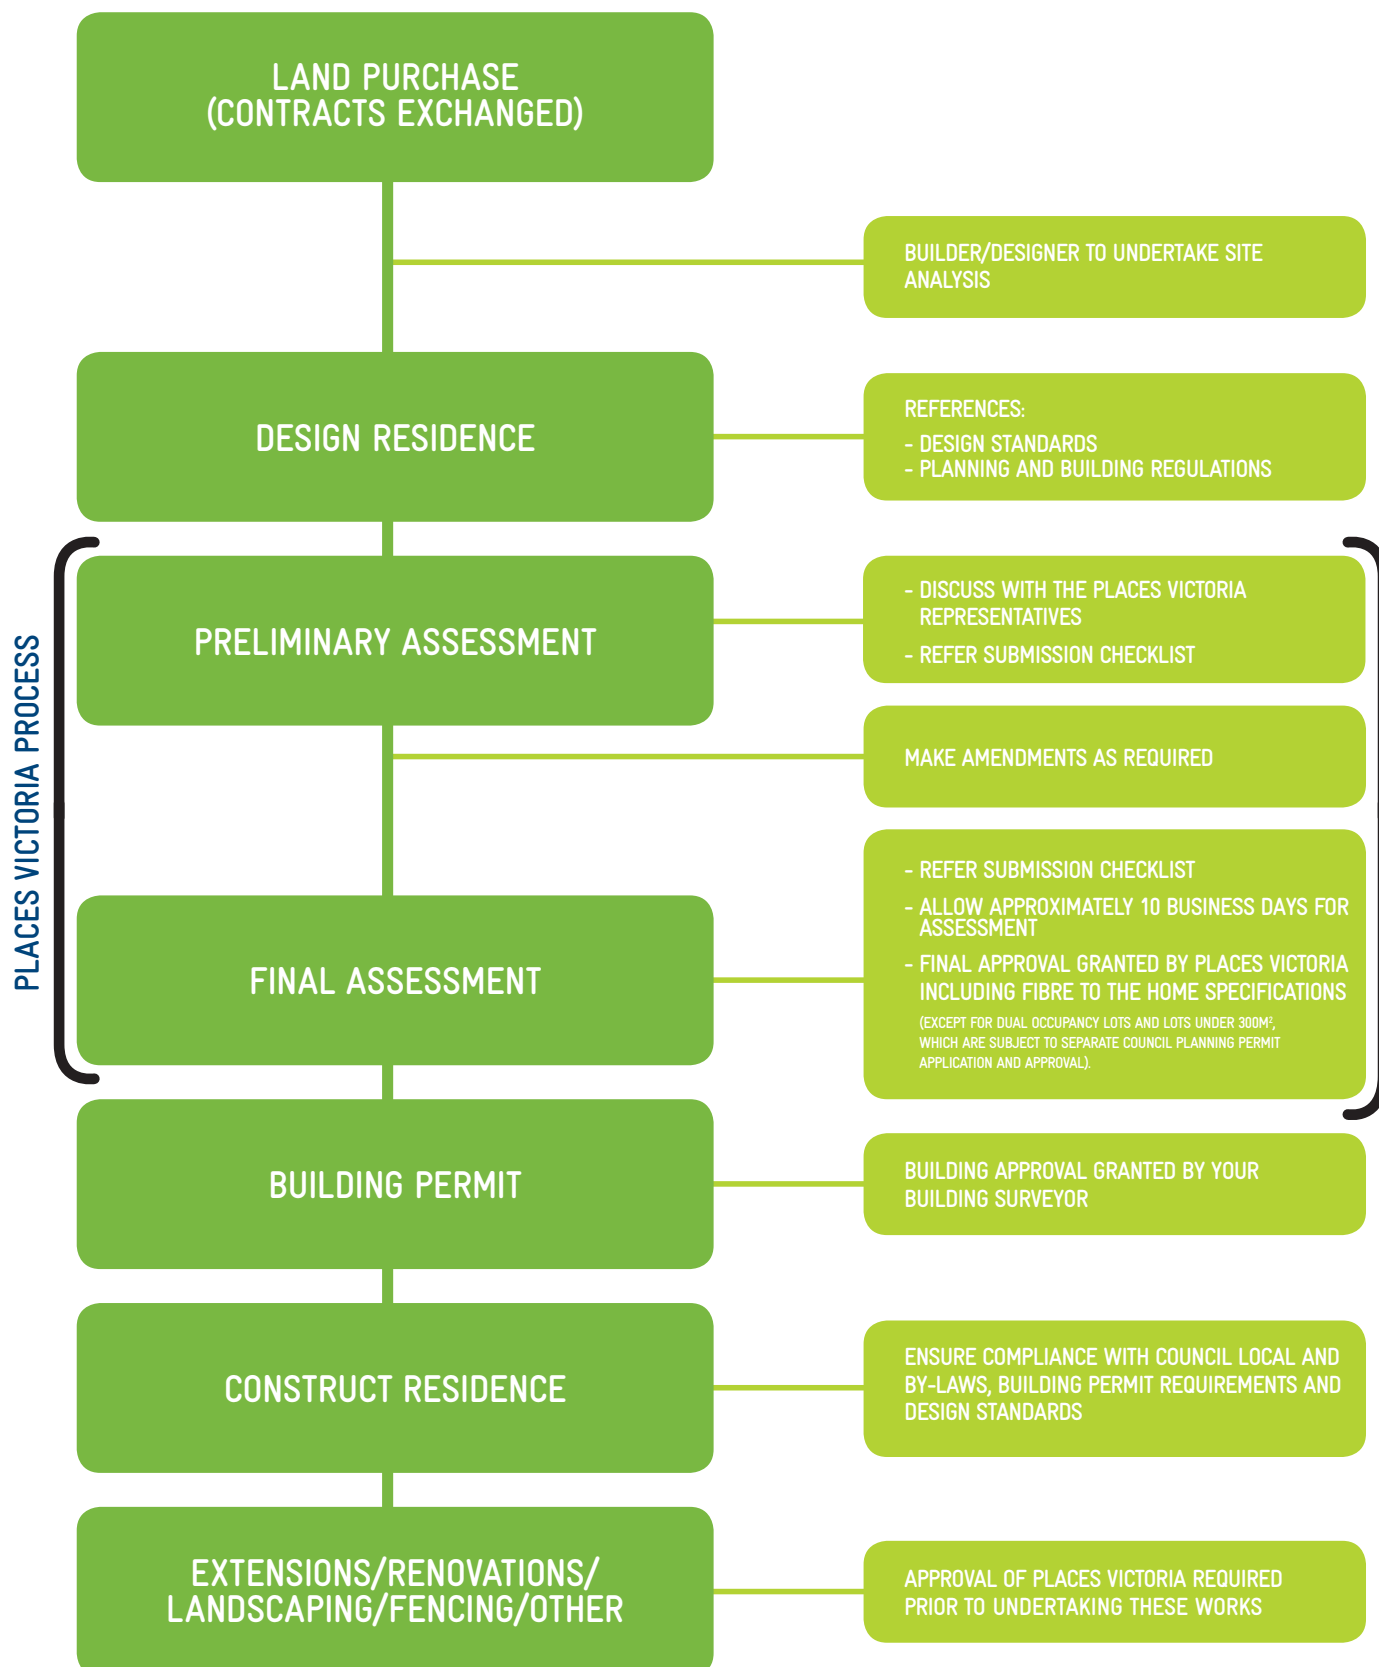 LAND PURCHASE
(CONTRACTS EXCHANGED)
BUILDER/DESIGNER TO UNDERTAKE SITE
ANALYSIS
DESIGN RESIDENCE
REFERENCES:
- DESIGN STANDARDS
- PLANNING AND BUILDING REGULATIONS
PLACES VICTORIA PROCESS
PRELIMINARY ASSESSMENT
- DISCUSS WITH THE PLACES VICTORIA
REPRESENTATIVES
- REFER SUBMISSION CHECKLIST
MAKE AMENDMENTS AS REQUIRED
FINAL ASSESSMENT
- REFER SUBMISSION CHECKLIST
- ALLOW APPROXIMATELY 10 BUSINESS DAYS FOR
ASSESSMENT
- FINAL APPROVAL GRANTED BY PLACES VICTORIA
INCLUDING FIBRE TO THE HOME SPECIFICATIONS
(EXCEPT FOR DUAL OCCUPANCY LOTS AND LOTS UNDER 300M²,
WHICH ARE SUBJECT TO SEPARATE COUNCIL PLANNING PERMIT
APPLICATION AND APPROVAL).
BUILDING PERMIT
BUILDING APPROVAL GRANTED BY YOUR
BUILDING SURVEYOR
CONSTRUCT RESIDENCE
ENSURE COMPLIANCE WITH COUNCIL LOCAL AND
BY-LAWS, BUILDING PERMIT REQUIREMENTS AND
DESIGN STANDARDS
EXTENSIONS/RENOVATIONS/
LANDSCAPING/FENCING/OTHER
APPROVAL OF PLACES VICTORIA REQUIRED
PRIOR TO UNDERTAKING THESE WORKS